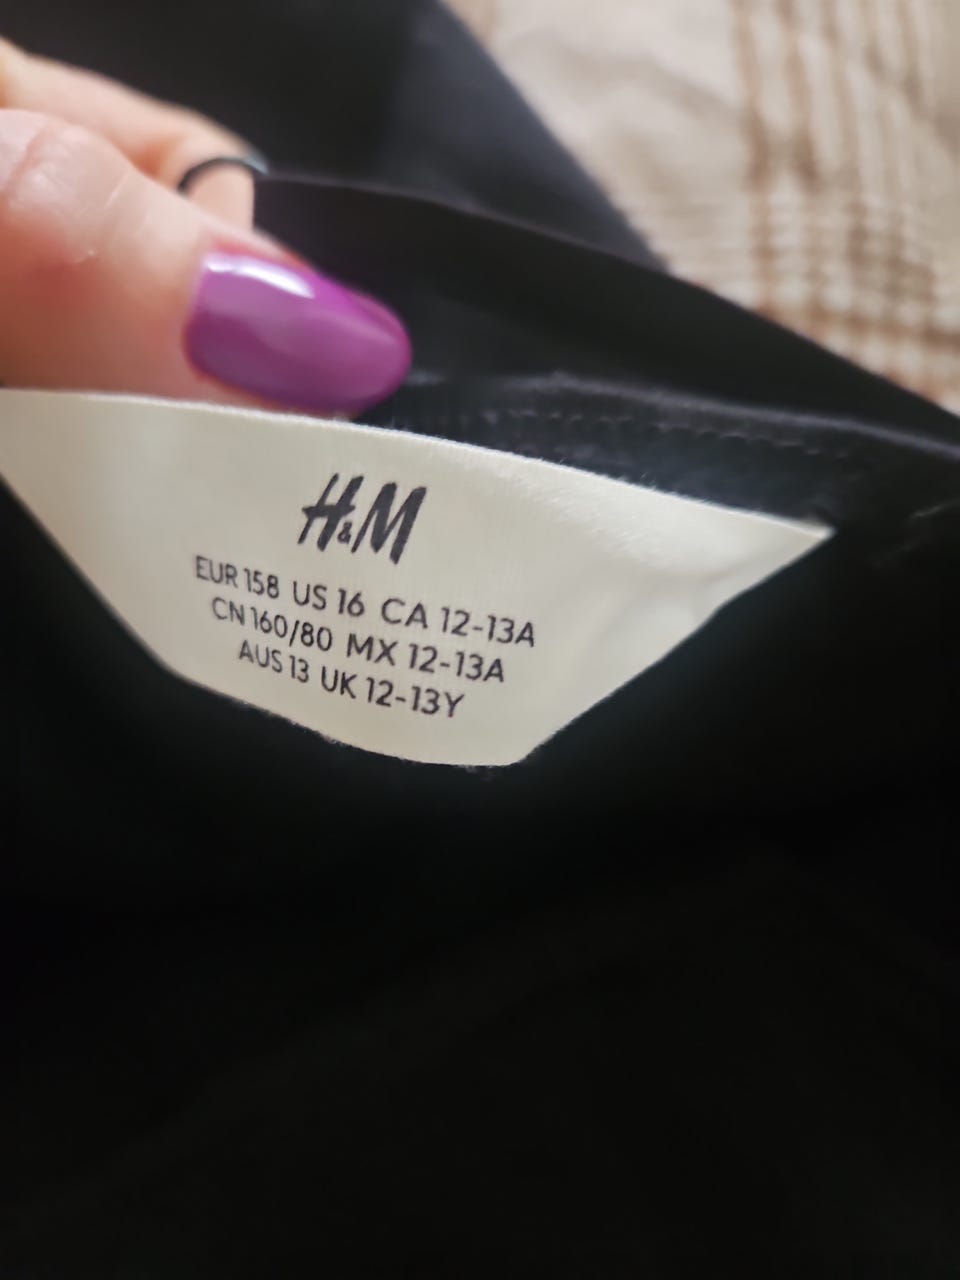 H&M
EUR 158 US 16 CA 12-13A
CN 160/80 MX 12-13A
AUS 13 UK 12-13Y